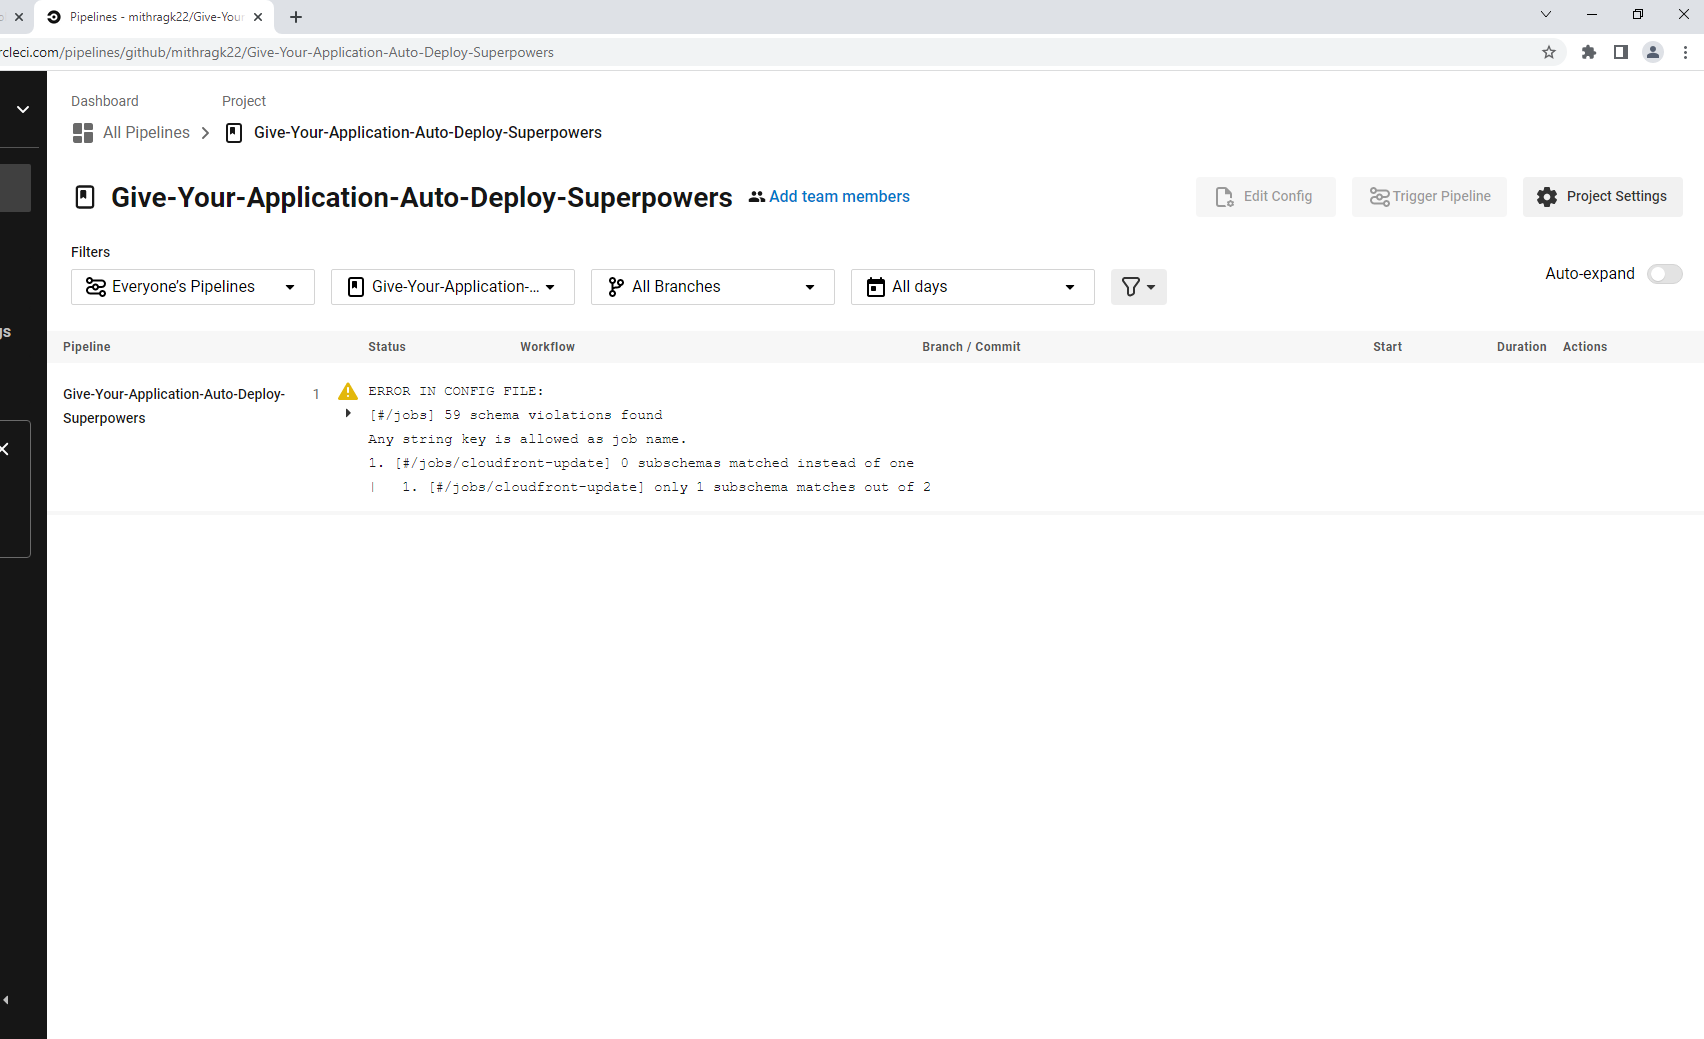 Pipelines - mithragk22/Give-Your
rcleci.com/pipelines/github/mithragk22/Give-Your-Application-Auto-Deploy-Superpowers
Dashboard Project
All Pipelines Give-Your-Application-Auto-Deploy-Superpowers
Give-Your-Application-Auto-Deploy-Superpowers Add team members Edit Config Trigger Pipeline Project Settings
Filters
Everyone's Pipelines Give-Your-Application-... All Branches All days Auto-expand
gs
Pipeline Status Workflow Branch / Commit Start Duration Actions
Give-Your-Application-Auto-Deploy-
Superpowers
1
ERROR IN CONFIG FILE:
[#/jobs] 59 schema violations found
Any string key is allowed as job name.
1. [#/jobs/cloudfront-update] 0 subschemas matched instead of one
| 1. [#/jobs/cloudfront-update] only 1 subschema matches out of 2